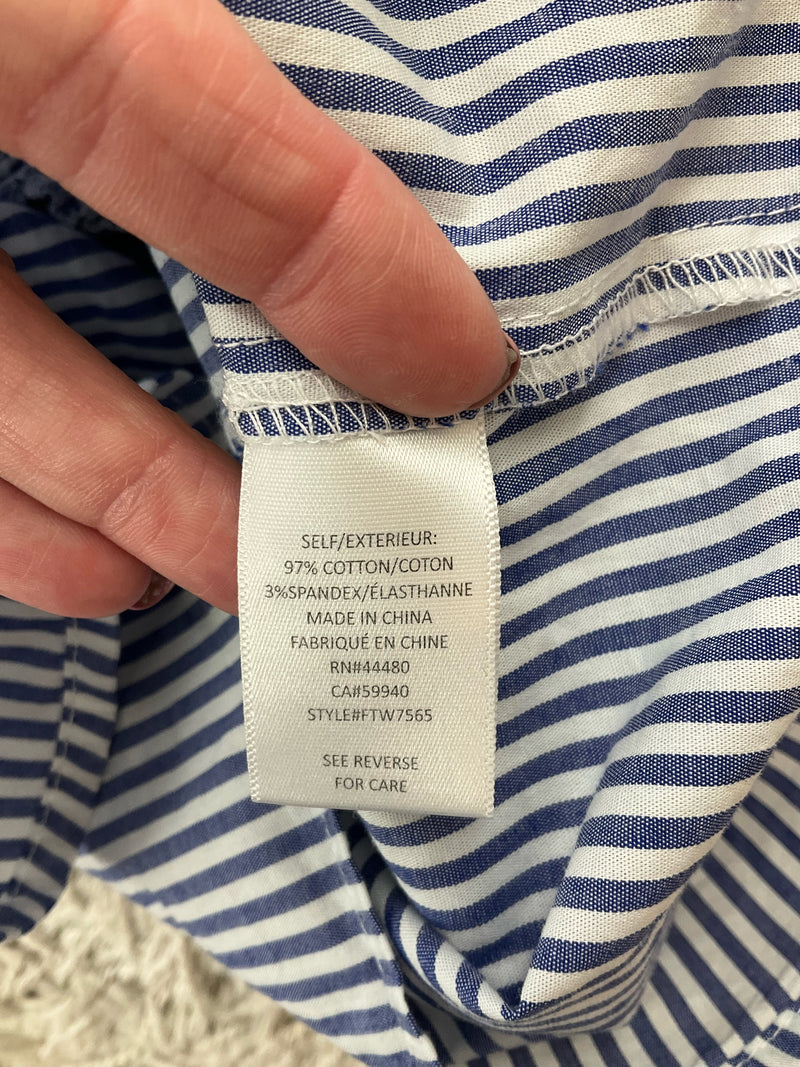 SELF/EXTERIEUR:
97% COTTON/COTON
3%SPANDEX/ÉLASTHANNE
MADE IN CHINA
FABRIQUÉ EN CHINE
RN#44480
CA#59940
STYLE#FTW7565
SEE REVERSE
FOR CARE